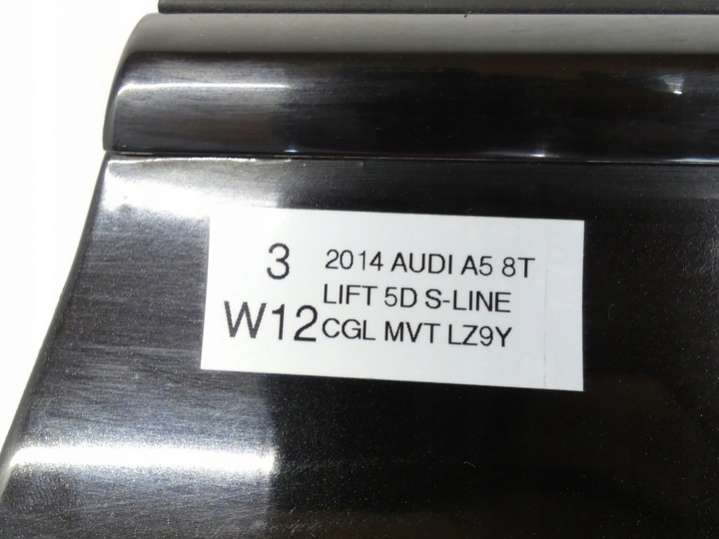 3
W12
2014 AUDI A5 8T
LIFT 5D S-LINE
CGL MVT LZ9Y